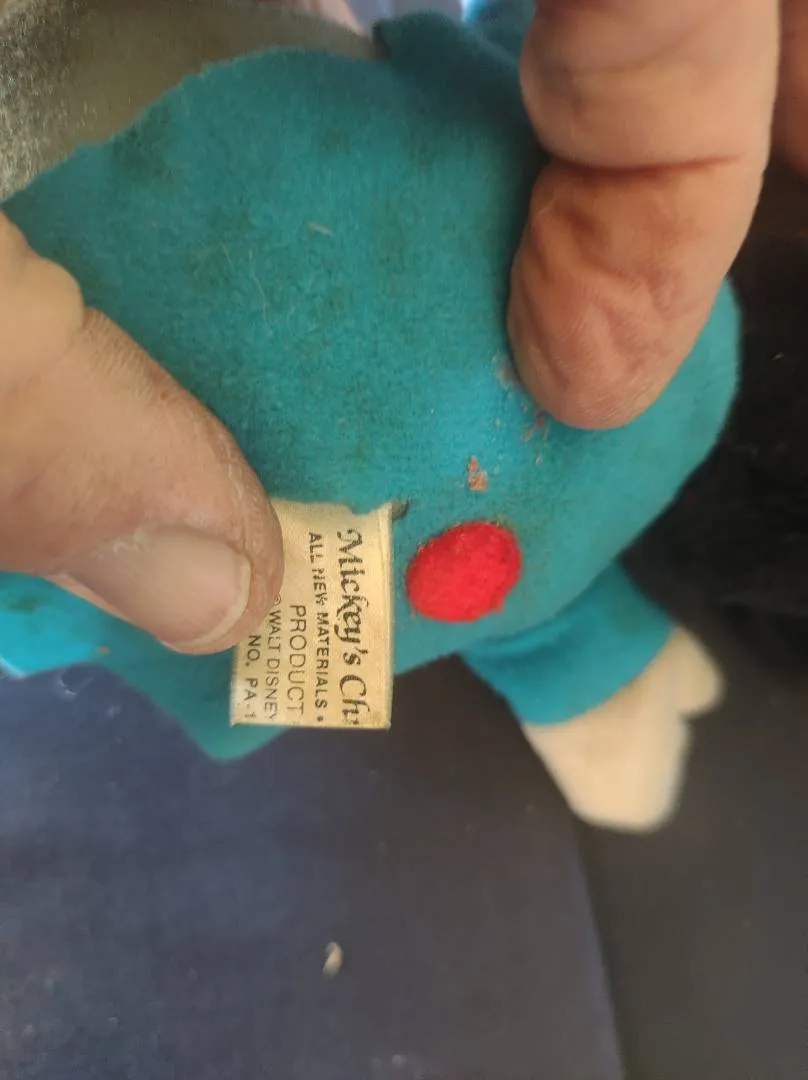 Mickey's Ch
ALL NEW MATERIALS •
PRODUCT
© WALT DISNEY
NO. PA-1